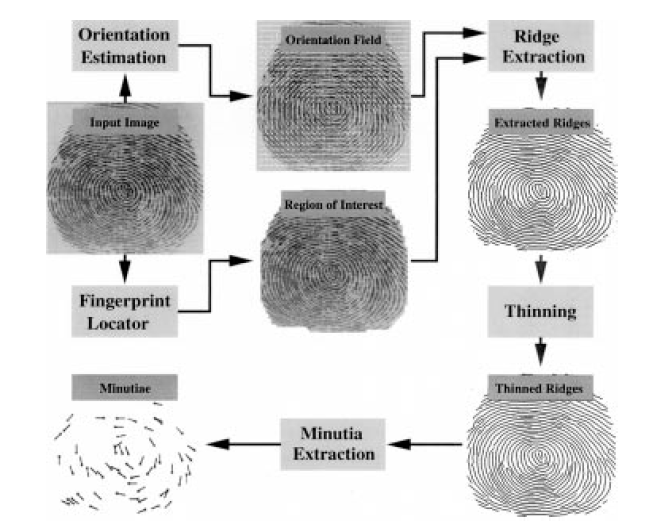 Orientation
Estimation
Orientation Field
Ridge
Extraction
Input Image
Extracted Ridges
Region of Interest
Fingerprint
Locator
Thinning
Minutiae
Thinned Ridges
Minutia
Extraction